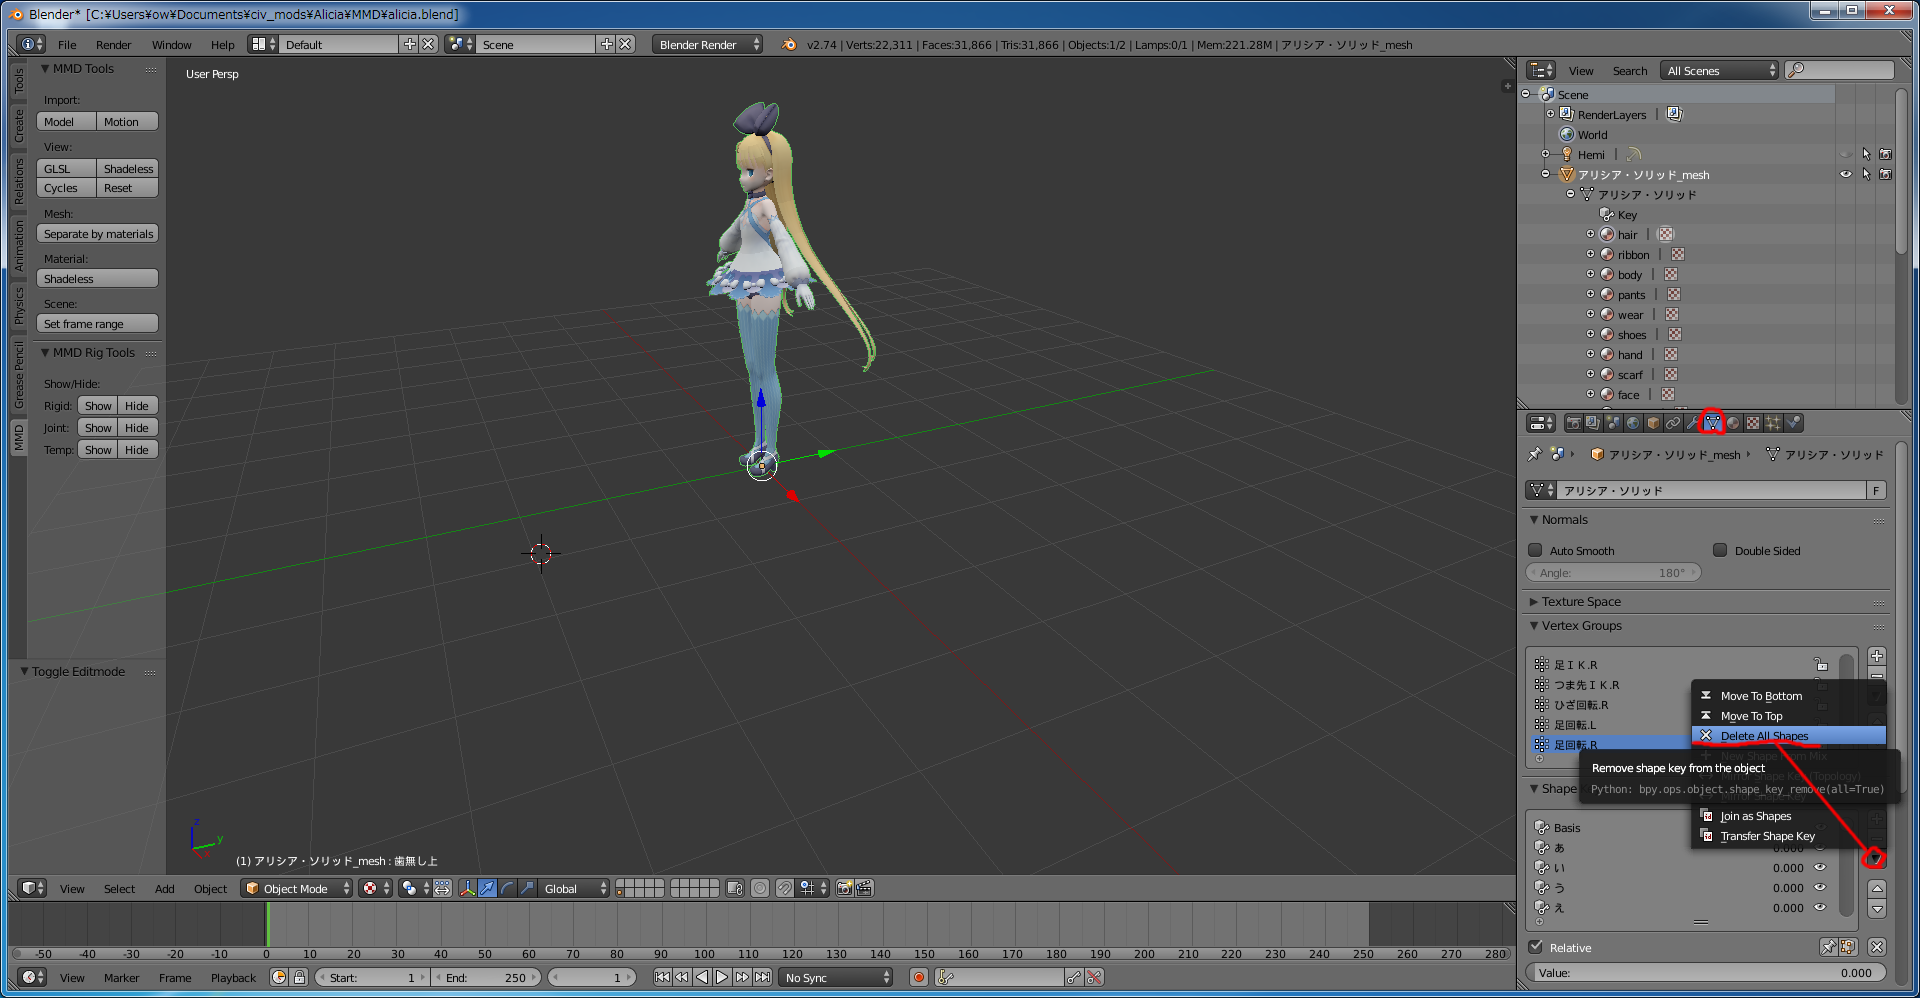 Blender* [C:¥Users¥ow¥Documents¥civ_mods¥Alicia¥MMD¥alicia.blend]
File Render Window Help Default Scene Blender Render v2.74 | Verts:22,311 | Faces:31,866 | Tris:31,866 | Objects:1/2 | Lamps:0/1 | Mem:221.28M | アリシア・ソリッド_mesh
Tools
Create
Relations
Animation
Physics
Grease Pencil
MMD
MMD Tools
Import:
Model Motion
View:
GLSL Shadeless
Cycles Reset
Mesh:
Separate by materials
Material:
Shadeless
Scene:
Set frame range
MMD Rig Tools
Show/Hide:
Rigid: Show Hide
Joint: Show Hide
Temp: Show Hide
Toggle Editmode
User Persp
z
y
(1) アリシア・ソリッド_mesh : 歯無し上
View Select Add Object Object Mode Global
-50 -40 -30 -20 -10 0 10 20 30 40 50 60 70 80 90 100 110 120 130 140 150 160 170 180 190 200 210 220 230 240 250 260 270 280
View Marker Frame Playback Start: 1 End: 250 1 No Sync
View Search All Scenes
Scene
RenderLayers |
World
Hemi |
アリシア・ソリッド_mesh
アリシア・ソリッド
Key
hair |
ribbon |
body |
pants |
wear |
shoes |
hand |
scarf |
face |
アリシア・ソリッド_mesh アリシア・ソリッド
アリシア・ソリッド F
Normals
Auto Smooth Double Sided
Angle: 180°
Texture Space
Vertex Groups
足ＩＫ.R
つま先ＩＫ.R
ひざ回転.R
足回転.L
足回転.R
Move To Bottom
Move To Top
Delete All Shapes
Remove shape key from the object
Python: bpy.ops.object.shape_key_remove(all=True)
Join as Shapes
Transfer Shape Key
Shape
Basis
あ 0.000
い 0.000
う 0.000
え 0.000
Relative
Value: 0.000